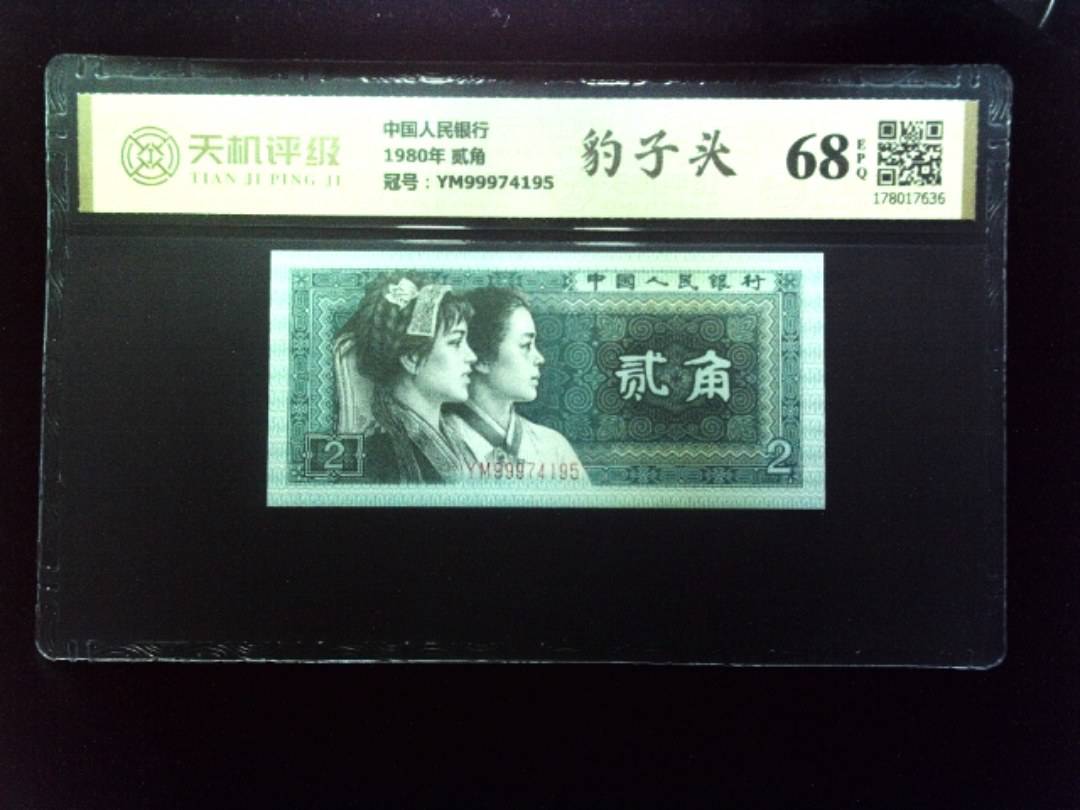 天机评级
TIAN JI PING JI
中国人民银行
1980年 贰角
冠号：YM99974195
豹子头
68
EPQ
178017636
中国人民银行
贰角
2
YM99974195
2